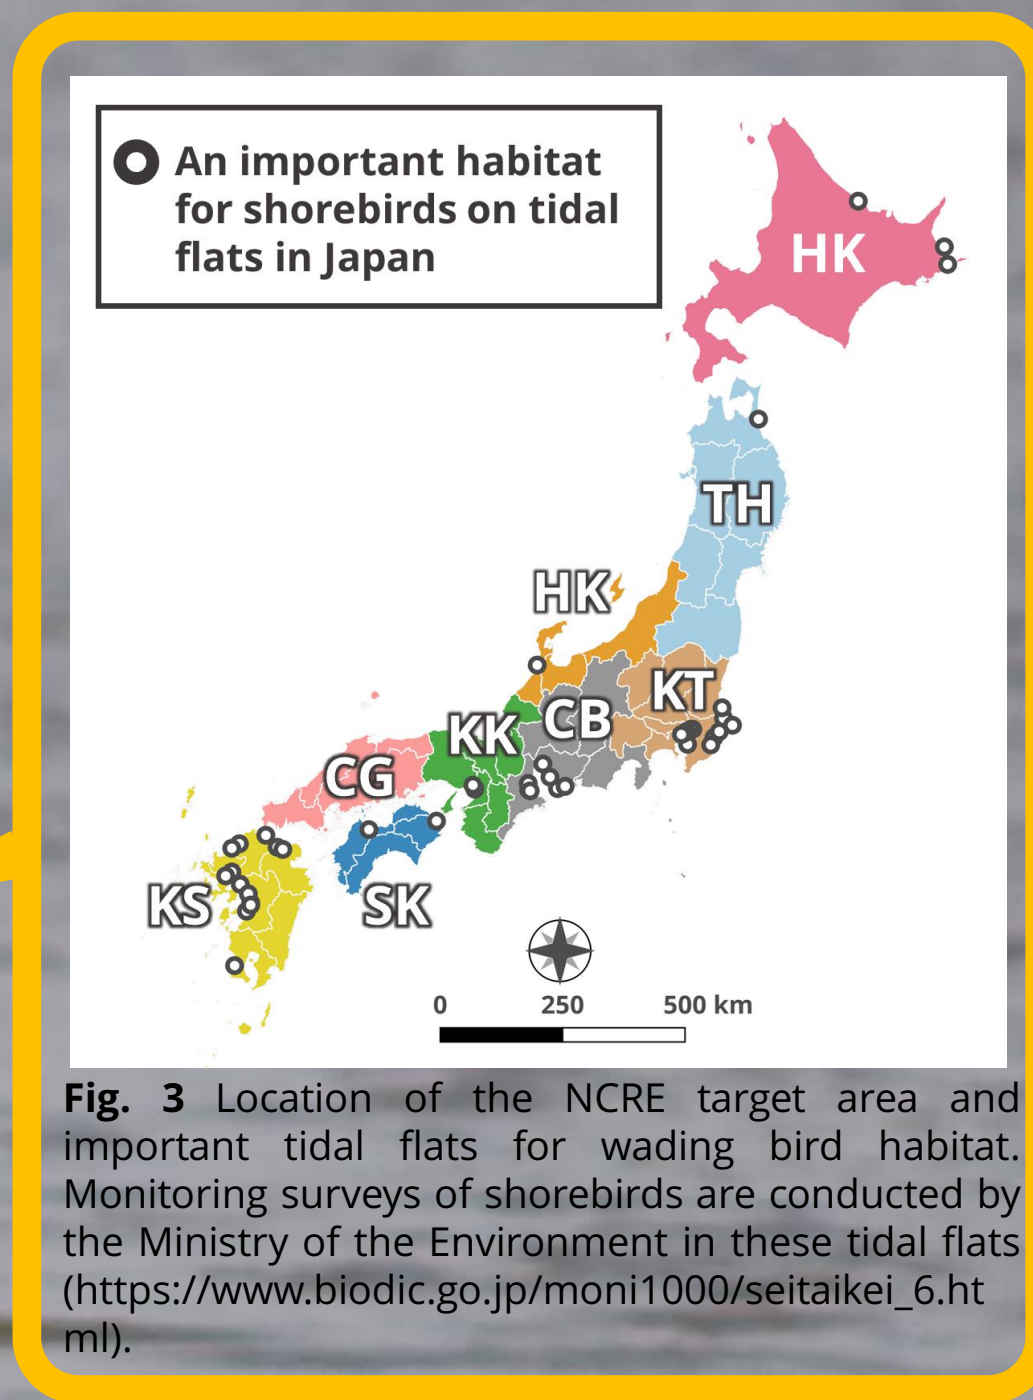 An important habitat
for shorebirds on tidal
flats in Japan
HK
TH
HK
KT
CB
KK
CG
KS
SK
0 250 500 km
Fig. 3 Location of the NCRE target area and
important tidal flats for wading bird habitat.
Monitoring surveys of shorebirds are conducted by
the Ministry of the Environment in these tidal flats
(https://www.biodic.go.jp/moni1000/seitaikei_6.ht
ml).